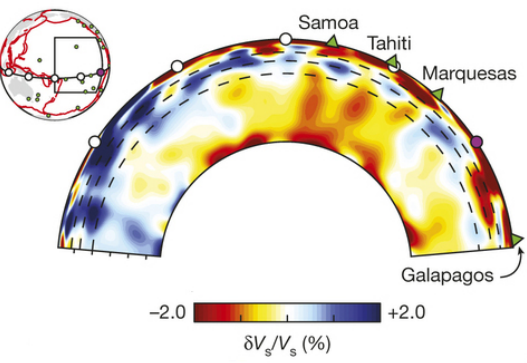 Samoa
Tahiti
Marquesas
Galapagos
−2.0
+2.0
δVs/Vs (%)